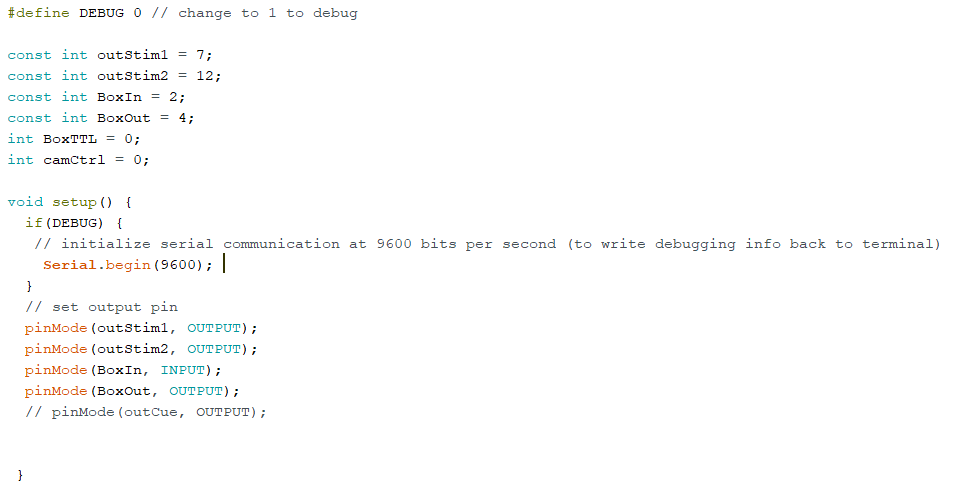 #define DEBUG 0 // change to 1 to debug
const int outStim1 = 7;
const int outStim2 = 12;
const int BoxIn = 2;
const int BoxOut = 4;
int BoxTTL = 0;
int camCtrl = 0;
void setup() {
if(DEBUG) {
// initialize serial communication at 9600 bits per second (to write debugging info back to terminal)
Serial.begin(9600);
}
// set output pin
pinMode(outStim1, OUTPUT);
pinMode(outStim2, OUTPUT);
pinMode(BoxIn, INPUT);
pinMode(BoxOut, OUTPUT);
// pinMode(outCue, OUTPUT);
}